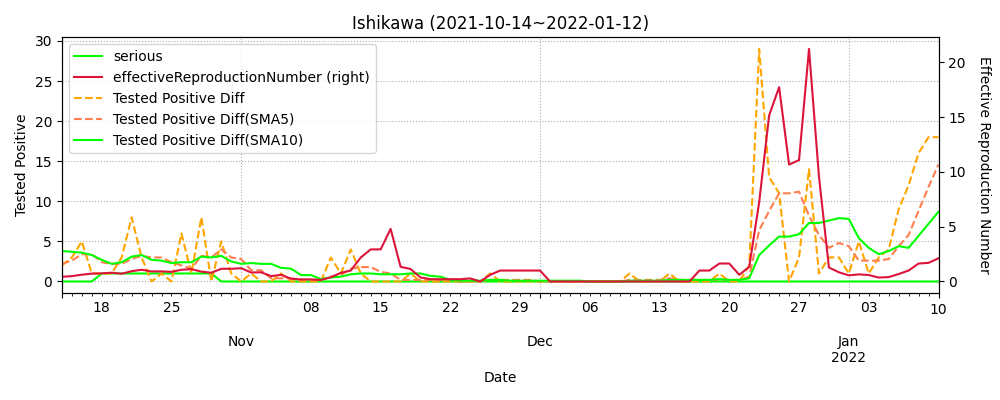 Ishikawa (2021-10-14~2022-01-12)
serious
effectiveReproductionNumber (right)
Tested Positive Diff
Tested Positive Diff(SMA5)
Tested Positive Diff(SMA10)
Tested Positive
30
25
20
15
10
5
0
Effective Reproduction Number
20
15
10
5
0
18 25 08 15 22 29 06 13 20 27 03 10
Nov Dec Jan
2022
Date